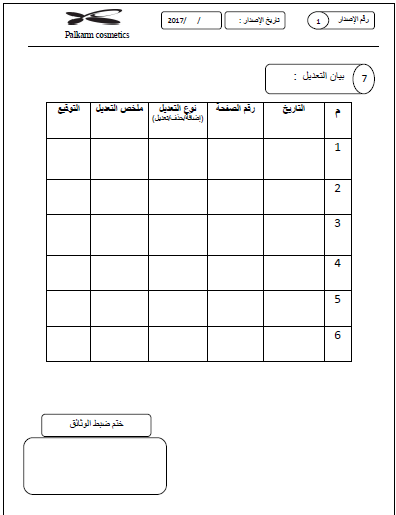 رقم الإصدار 1
تاريخ الإصدار : / / 2017
Palkarm cosmetics
7 بيان التعديل :
م التاريخ رقم الصفحة نوع التعديل ملخص التعديل التوقيع
(إضافة/حذف/تعديل)
1
2
3
4
5
6
ختم ضبط الوثائق